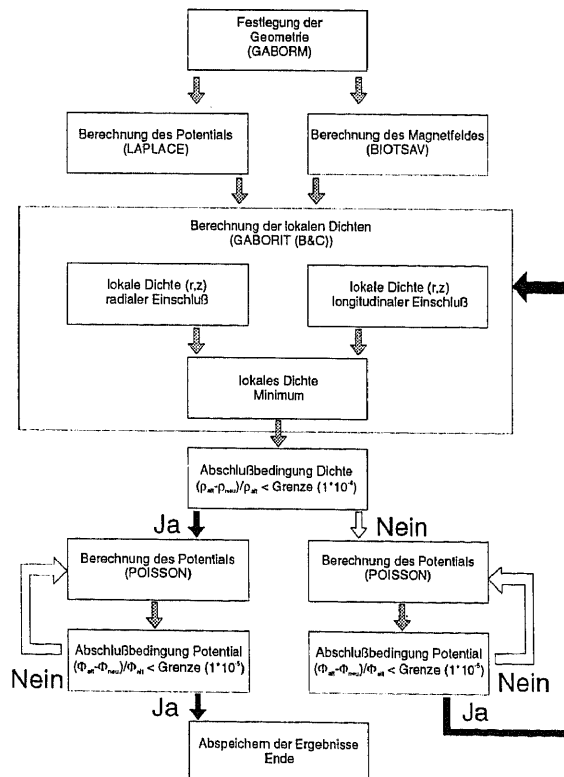 Festlegung der
Geometrie
(GABORM)
Berechnung des Potentials
(LAPLACE)
Berechnung des Magnetfeldes
(BIOTSAV)
Berechnung der lokalen Dichten
(GABORIT (B&C))
lokale Dichte (r,z)
radialer Einschluß
lokale Dichte (r,z)
longitudinaler Einschluß
lokales Dichte
Minimum
Abschlußbedingung Dichte
(ρalt-ρneu)/ρalt < Grenze (1*10⁻⁴)
Ja
Nein
Berechnung des Potentials
(POISSON)
Berechnung des Potentials
(POISSON)
Abschlußbedingung Potential
(Φalt-Φneu)/Φalt < Grenze (1*10⁻⁵)
Abschlußbedingung Potential
(Φalt-Φneu)/Φalt < Grenze (1*10⁻⁵)
Nein
Nein
Ja
Ja
Abspeichern der Ergebnisse
Ende